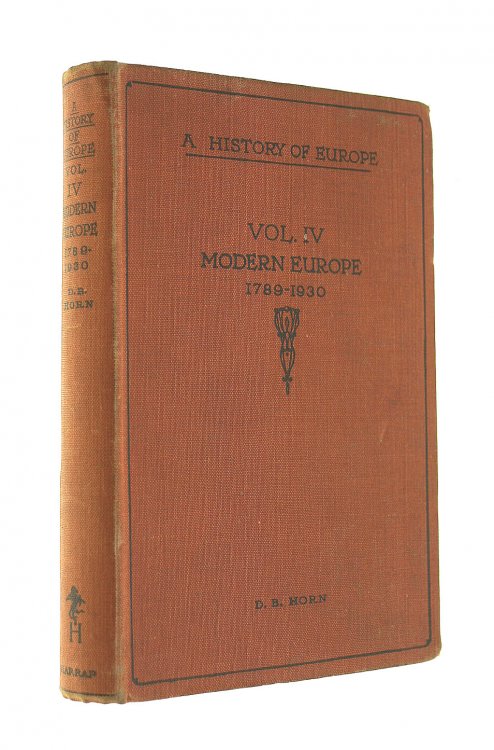 A
HISTORY
OF
EUROPE
VOL.
IV
MODERN
EUROPE
1789-
1930
D.B.
HORN
H
HARRAP
A HISTORY OF EUROPE
VOL. IV
MODERN EUROPE
1789-1930
D. B. HORN